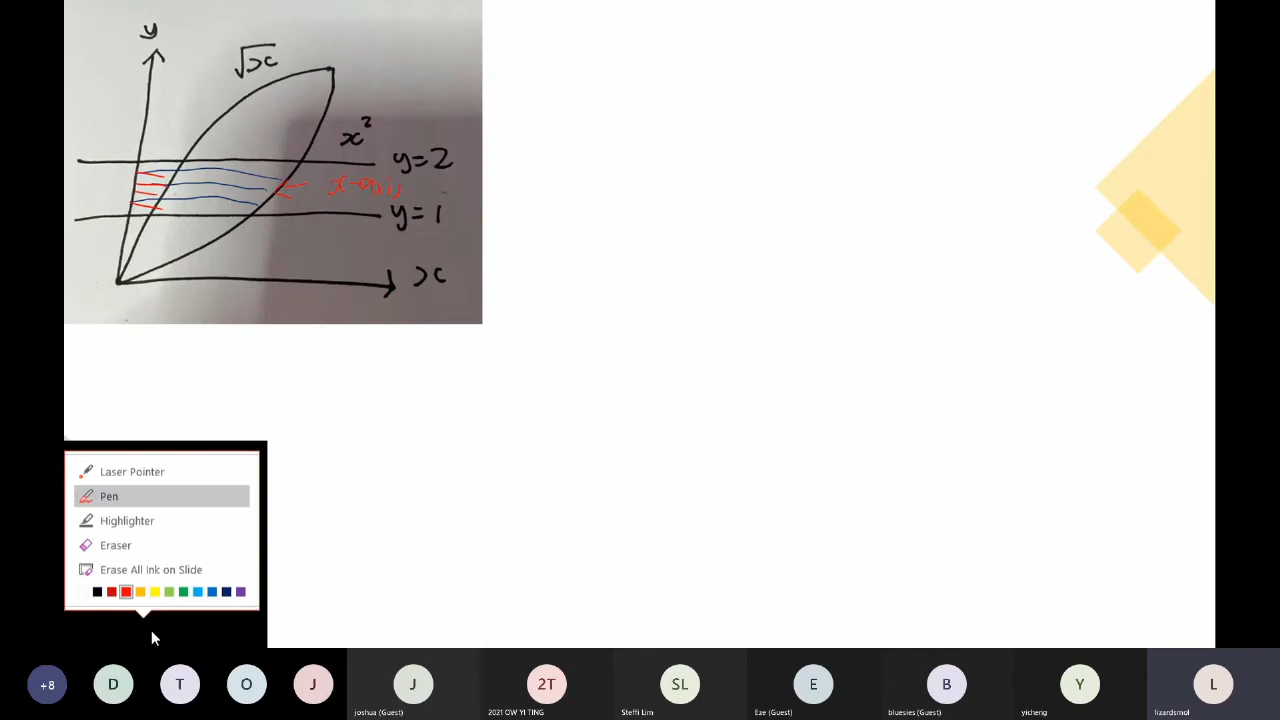 y
√x
x²
y=2
x-axis
y=1
x
Laser Pointer
Pen
Highlighter
Eraser
Erase All Ink on Slide
+8 D T O J J 2T SL E B Y L
joshua (Guest) 2021 OW YI TING Steffi Lim Eze (Guest) bluesies (Guest) yicheng lizardsmol